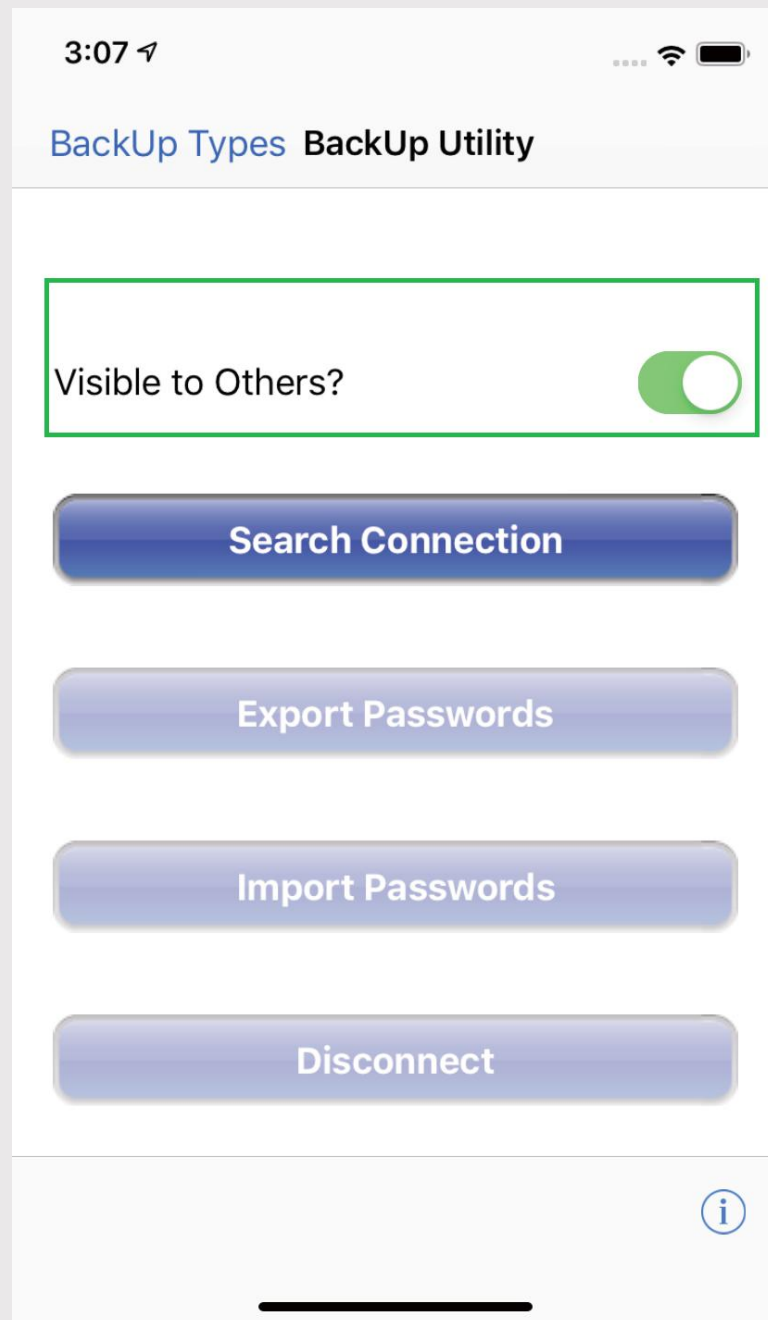 3:07
BackUp Types BackUp Utility
Visible to Others?
Search Connection
Export Passwords
Import Passwords
Disconnect
i